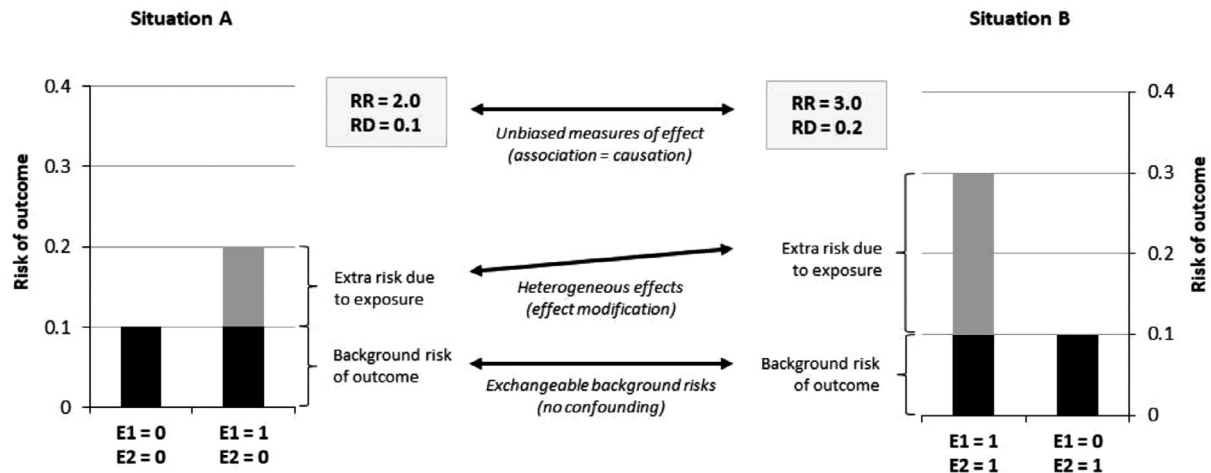 Situation A
Situation B
0.4
0.3
0.2
0.1
0
Risk of outcome
E1 = 0
E2 = 0
E1 = 1
E2 = 0
RR = 2.0
RD = 0.1
Extra risk due
to exposure
Background risk
of outcome
Unbiased measures of effect
(association = causation)
Heterogeneous effects
(effect modification)
Exchangeable background risks
(no confounding)
RR = 3.0
RD = 0.2
Extra risk due
to exposure
Background risk
of outcome
0.4
0.3
0.2
0.1
0
Risk of outcome
E1 = 1
E2 = 1
E1 = 0
E2 = 1